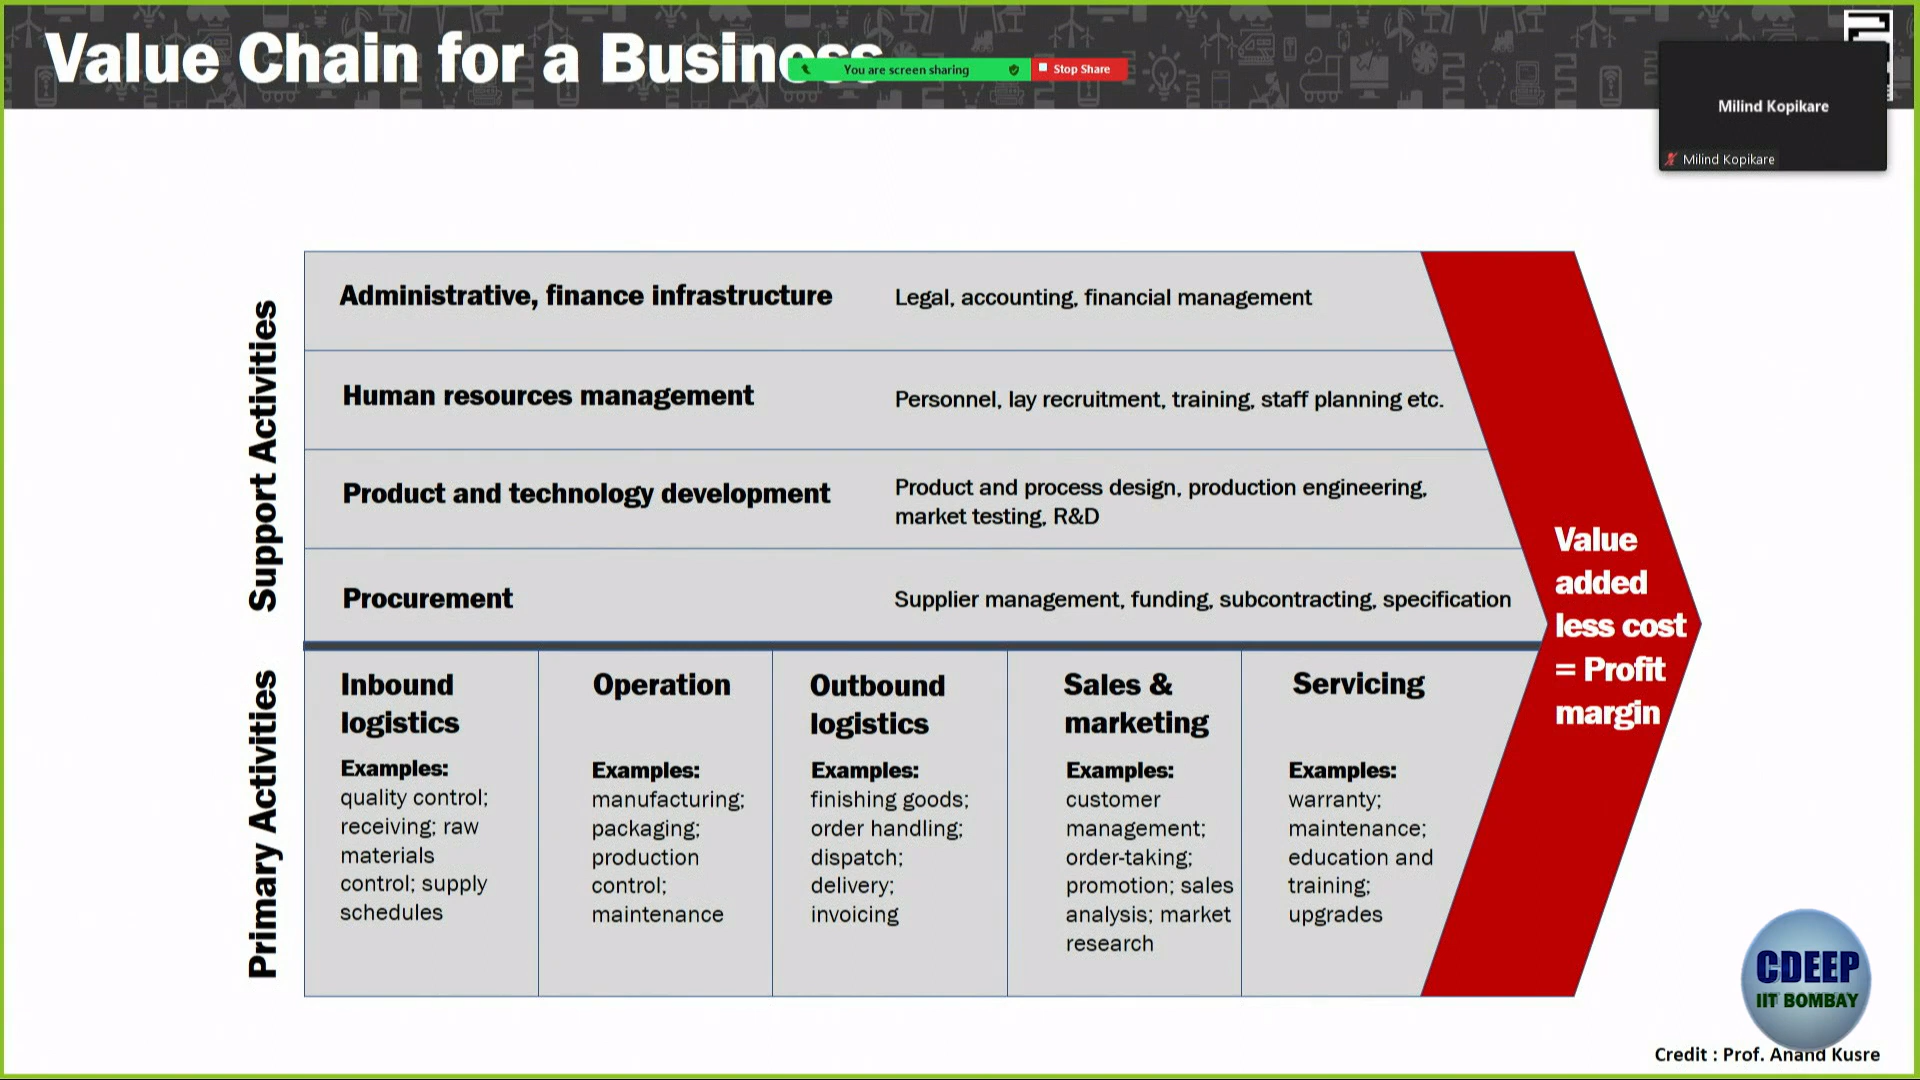 Value Chain for a Business
You are screen sharing
Stop Share
Milind Kopikare
Milind Kopikare
Support Activities
Administrative, finance infrastructure
Legal, accounting, financial management
Human resources management
Personnel, lay recruitment, training, staff planning etc.
Product and technology development
Product and process design, production engineering,
market testing, R&D
Procurement
Supplier management, funding, subcontracting, specification
Primary Activities
Inbound
logistics
Examples:
quality control;
receiving; raw
materials
control; supply
schedules
Operation
Examples:
manufacturing;
packaging;
production
control;
maintenance
Outbound
logistics
Examples:
finishing goods;
order handling;
dispatch;
delivery;
invoicing
Sales &
marketing
Examples:
customer
management;
order-taking;
promotion; sales
analysis; market
research
Servicing
Examples:
warranty;
maintenance;
education and
training;
upgrades
Value
added
less cost
= Profit
margin
CDEEP
IIT BOMBAY
Credit : Prof. Anand Kusre